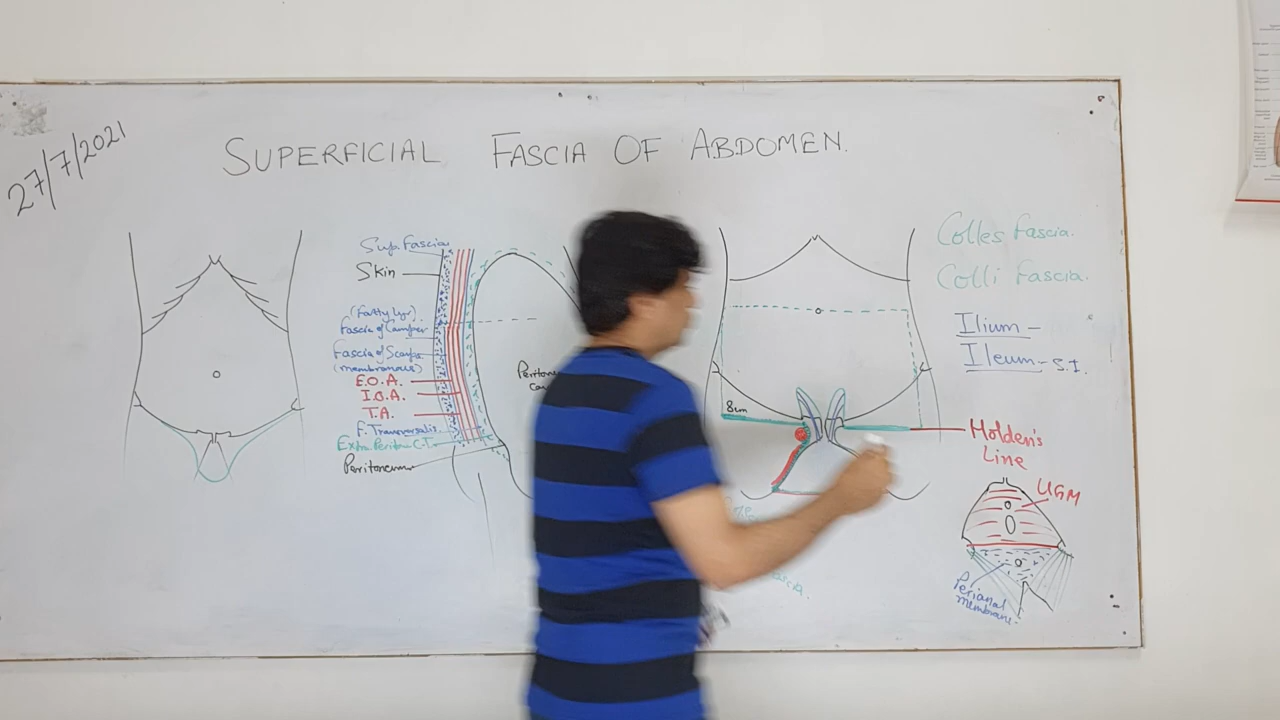 27/7/2021
SUPERFICIAL FASCIA OF ABDOMEN.
Sup. Fascia
Skin
(Fatty lyr)
Fascia of Camper
Fascia of Scarpa
(membranous)
E.O.A.
I.O.A.
T.A.
F. Transversalis
Extra Periton C.T.
Peritoneum
8cm
Colles Fascia.
Colli Fascia.
Ilium -
Ileum - S.I.
Holden's
Line
UGM
Perianal
membrane.